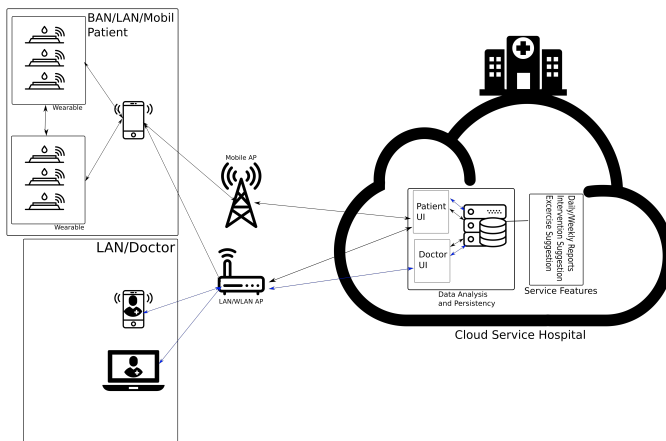 BAN/LAN/Mobil
Patient
Wearable
Wearable
LAN/Doctor
Mobile AP
LAN/WLAN AP
Patient
UI
Doctor
UI
Data Analysis
and Persistency
Daily/Weekly Reports
Intervention Suggestion
Excercise Suggestion
Service Features
Cloud Service Hospital